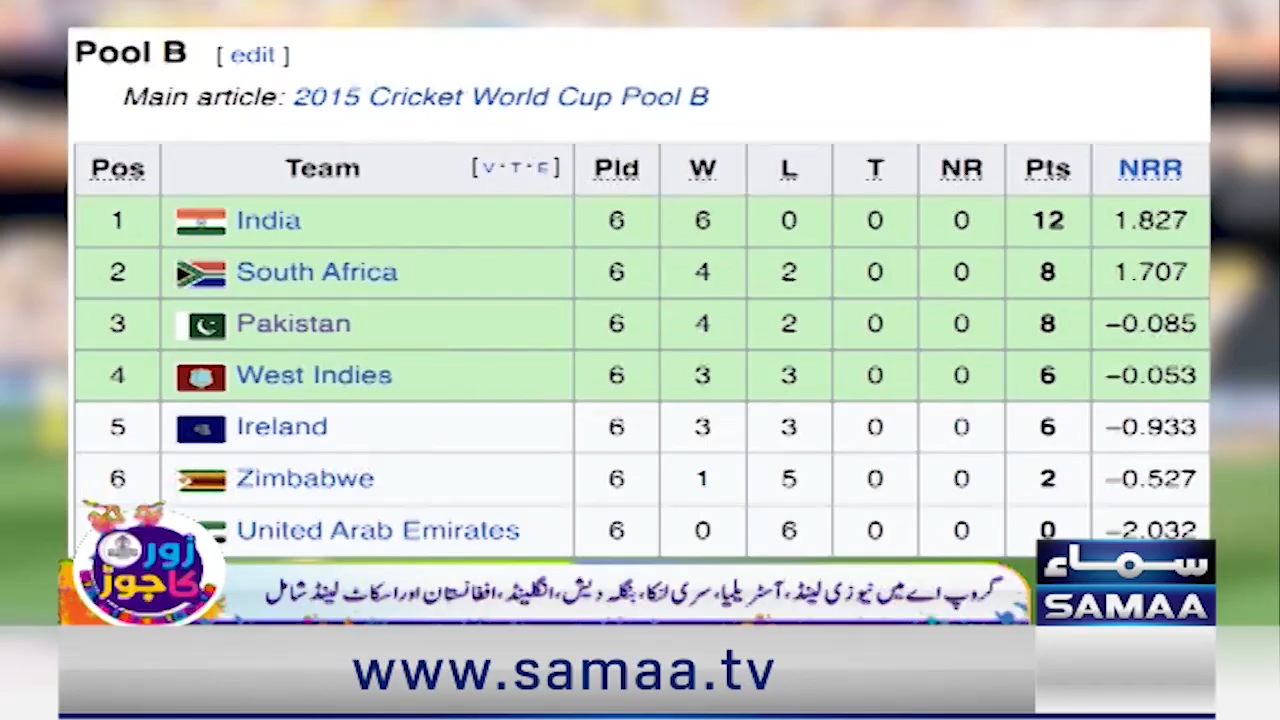 Pool B [ edit ]
Main article: 2015 Cricket World Cup Pool B
Pos Team [V·T·E] Pld W L T NR Pts NRR
1 India 6 6 0 0 0 12 1.827
2 South Africa 6 4 2 0 0 8 1.707
3 Pakistan 6 4 2 0 0 8 −0.085
4 West Indies 6 3 3 0 0 6 −0.053
5 Ireland 6 3 3 0 0 6 −0.933
6 Zimbabwe 6 1 5 0 0 2 −0.527
United Arab Emirates 6 0 6 0 0 0 −2.032
زور
کا جوڑ
گروپ اے میں نیوزی لینڈ، آسٹریلیا، سری لنکا، بنگلہ دیش، انگلینڈ، افغانستان اور اسکاٹ لینڈ شامل
سماء
SAMAA
www.samaa.tv